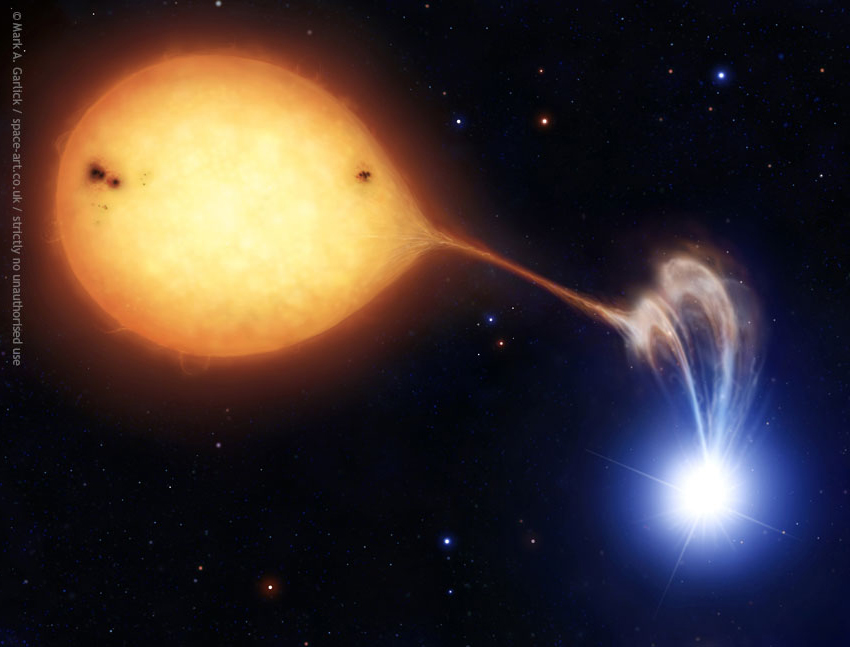 © Mark A. Garlick / space-art.co.uk / strictly no unauthorised use